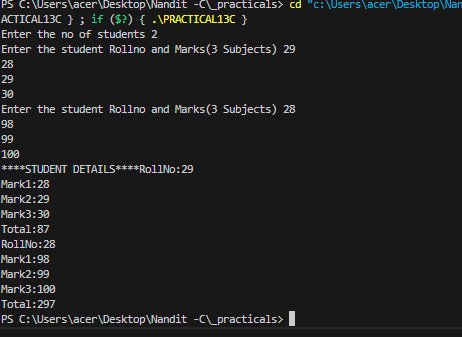 PS C:\Users\acer\Desktop\Nandit -C\_practicals> cd "c:\Users\acer\Desktop\Nan
ACTICAL13C } ; if ($?) { .\PRACTICAL13C }
Enter the no of students 2
Enter the student Rollno and Marks(3 Subjects) 29
28
29
30
Enter the student Rollno and Marks(3 Subjects) 28
98
99
100
****STUDENT DETAILS****RollNo:29
Mark1:28
Mark2:29
Mark3:30
Total:87
RollNo:28
Mark1:98
Mark2:99
Mark3:100
Total:297
PS C:\Users\acer\Desktop\Nandit -C\_practicals>